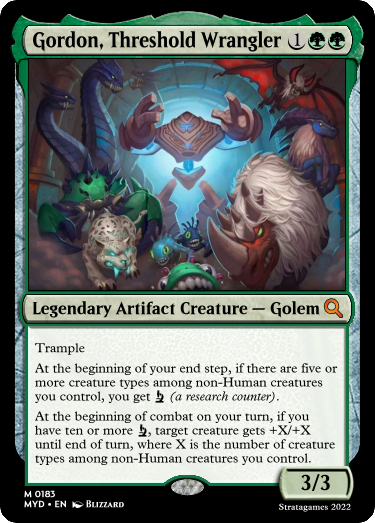 Gordon, Threshold Wrangler 1
Legendary Artifact Creature — Golem
Trample
At the beginning of your end step, if there are five or
more creature types among non-Human creatures
you control, you get (a research counter).
At the beginning of combat on your turn, if you
have ten or more , target creature gets +X/+X
until end of turn, where X is the number of creature
types among non-Human creatures you control.
3/3
M 0183
MYD • EN Blizzard
Stratagames 2022